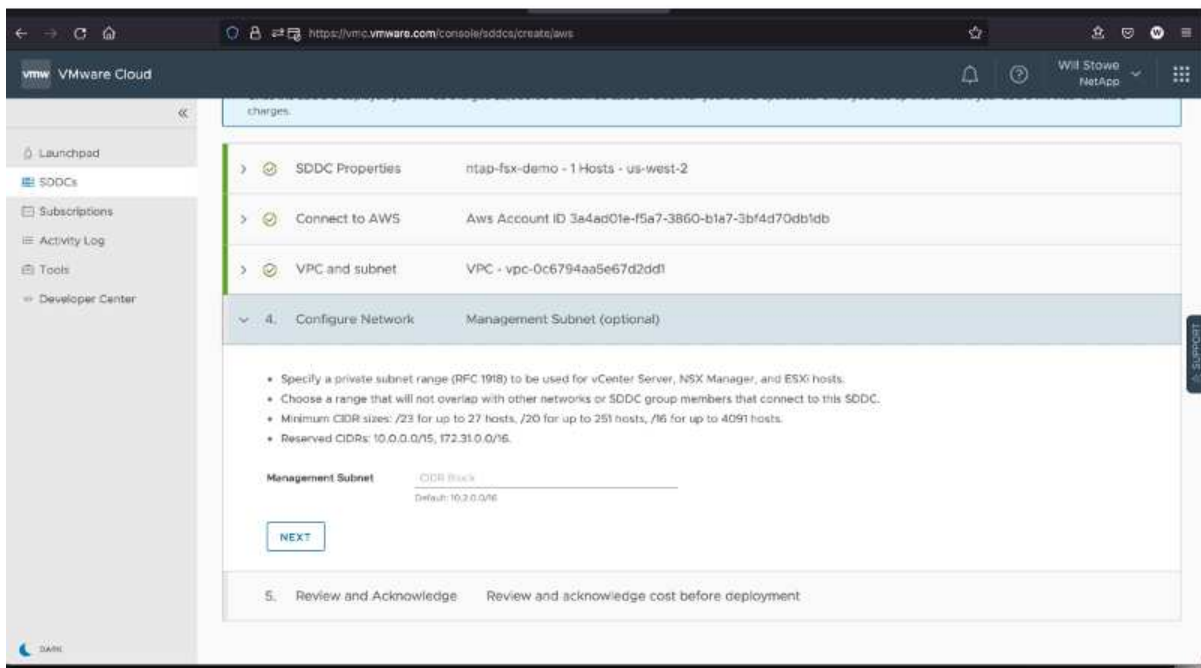 https://vmc.vmware.com/console/sddcs/create/aws
vmw VMware Cloud
Will Stowe
NetApp
charges.
Launchpad
SDDCs
Subscriptions
Activity Log
Tools
Developer Center
SDDC Properties ntap-fsx-demo - 1 Hosts - us-west-2
Connect to AWS Aws Account ID 3a4ad01e-f5a7-3860-b1a7-3bf4d70db1db
VPC and subnet VPC - vpc-0c6794aa5e67d2dd1
4. Configure Network Management Subnet (optional)
• Specify a private subnet range (RFC 1918) to be used for vCenter Server, NSX Manager, and ESXi hosts.
• Choose a range that will not overlap with other networks or SDDC group members that connect to this SDDC.
• Minimum CIDR sizes: /23 for up to 27 hosts, /20 for up to 251 hosts, /16 for up to 4091 hosts.
• Reserved CIDRs: 10.0.0.0/15, 172.31.0.0/16.
Management Subnet CIDR Block
Default: 10.2.0.0/16
NEXT
5. Review and Acknowledge Review and acknowledge cost before deployment
SUPPORT
DARK